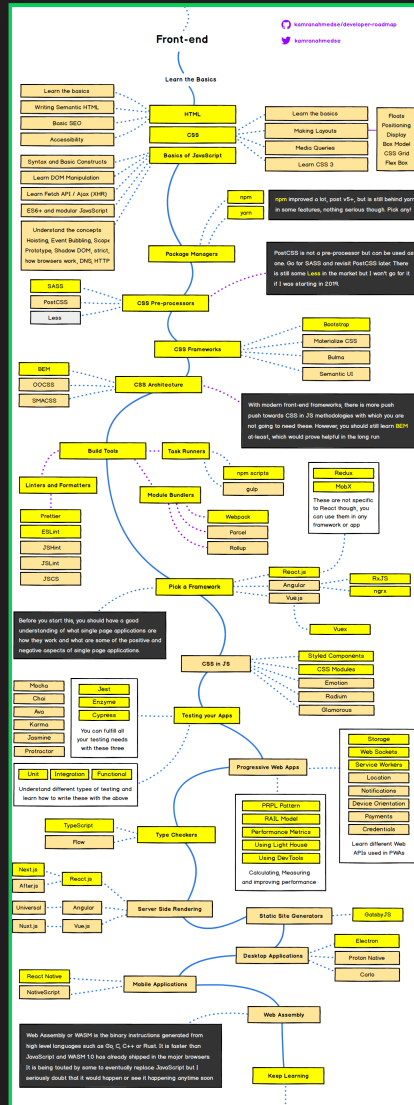 kamranahmedse/developer-roadmap
kamranahmedse
Front-end
Learn the Basics
Learn the basics
Writing Semantic HTML
Basic SEO
Accessibility
HTML
CSS
Basics of JavaScript
Learn the basics
Making Layouts
Media Queries
Learn CSS 3
Floats
Positioning
Display
Box Model
CSS Grid
Flex Box
Syntax and Basic Constructs
Learn DOM Manipulation
Learn Fetch API / Ajax (XHR)
ES6+ and modular JavaScript
Understand the concepts
Hoisting, Event Bubbling, Scope
Prototype, Shadow DOM, strict,
how browsers work, DNS, HTTP
npm
yarn
npm improved a lot, post v5+, but is still behind yarn
in some features, nothing serious though. Pick any!
Package Managers
PostCSS is not a pre-processor but can be used as
one. Go for SASS and revisit PostCSS later. There
is still some Less in the market but I won't go for it
if I was starting in 2019.
SASS
PostCSS
Less
CSS Pre-processors
CSS Frameworks
Bootstrap
Materialize CSS
Bulma
Semantic UI
BEM
OOCSS
SMACSS
CSS Architecture
With modern front-end frameworks, there is more push
push towards CSS in JS methodologies with which you are
not going to need these. However, you should still learn BEM
at-least, which would prove helpful in the long run
Build Tools
Task Runners
npm scripts
gulp
Linters and Formatters
Module Bundlers
Prettier
ESLint
JSHint
JSLint
JSCS
Webpack
Parcel
Rollup
Redux
MobX
These are not specific
to React though, you
can use them in any
framwork or app
Pick a Framework
React.js
Angular
Vue.js
RxJS
ngrx
Vuex
Before you start this, you should have a good
understanding of what single page applications are
how they work and what are some of the positive and
negative aspects of single page applications.
CSS in JS
Styled Components
CSS Modules
Emotion
Radium
Glamorous
Mocha
Chai
Ava
Karma
Jasmine
Protractor
Jest
Enzyme
Cypress
You can fulfill all
your testing needs
with these three
Testing your Apps
Unit
Integration
Functional
Understand different types of testing and
learn how to write these with the above
Progressive Web Apps
Storage
Web Sockets
Service Workers
Location
Notifications
Device Orientation
Payments
Credentials
Learn different Web
APIs used in PWAs
PRPL Pattern
RAIL Model
Performance Metrics
Using Light House
Using DevTools
Calculating, Measuring
and improving performance
TypeScript
Flow
Type Checkers
Next.js
After.js
React.js
Universal
Angular
Nuxt.js
Vue.js
Server Side Rendering
Static Site Generators
GatsbyJS
Desktop Applications
Electron
Proton Native
Carlo
React Native
NativeScript
Mobile Applications
Web Assembly
Web Assembly or WASM is the binary instructions generated from
high level languages such as Go, C, C++ or Rust. It is faster than
JavaScript and WASM 1.0 has already shipped in the major browsers.
It is being touted by some to eventually replace JavaScript but I
seriously doubt that it would happen or see it happening anytime soon
Keep Learning